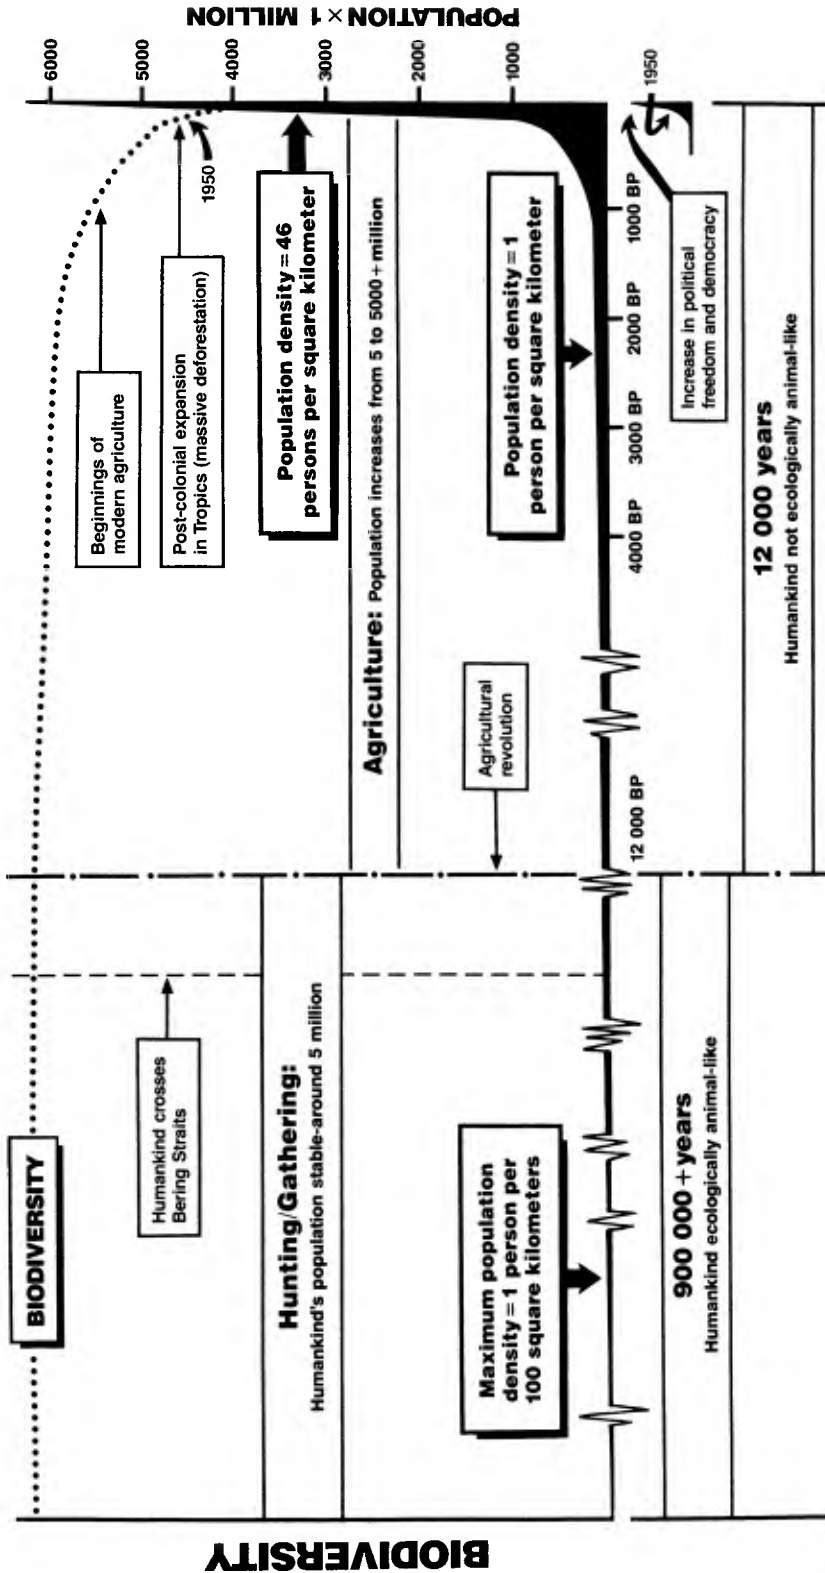 BIODIVERSITY
BIODIVERSITY
Humankind crosses
Bering Straits
Hunting/Gathering:
Humankind's population stable-around 5 million
Maximum population
density=1 person per
100 square kilometers
900 000+years
Humankind ecologically animal-like
Beginnings of
modern agriculture
Post-colonial expansion
in Tropics (massive deforestation)
1950
Population density=46
persons per square kilometer
Agriculture: Population increases from 5 to 5000+million
Agricultural
revolution
Population density=1
person per square kilometer
12 000 BP
4000 BP
3000 BP
2000 BP
1000 BP
1950
Increase in political
freedom and democracy
12 000 years
Humankind not ecologically animal-like
6000
5000
4000
3000
2000
1000
POPULATION×1 MILLION